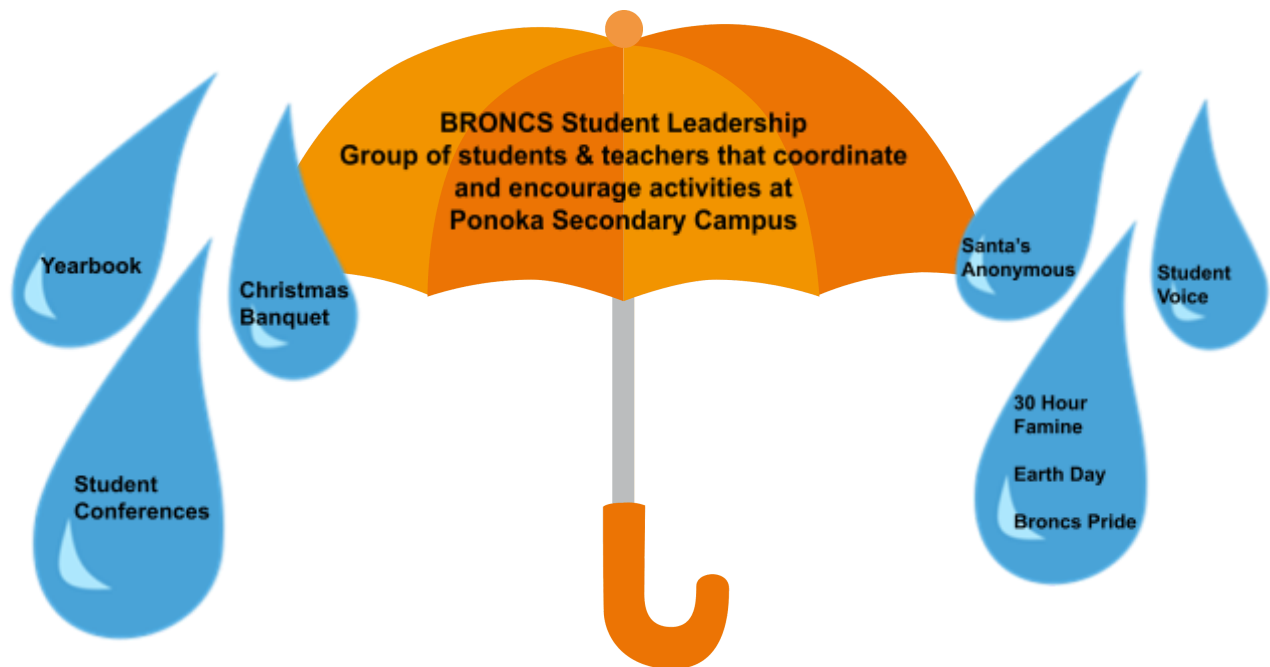 BRONCS Student Leadership
Group of students & teachers that coordinate
and encourage activities at
Ponoka Secondary Campus
Yearbook
Christmas
Banquet
Student
Conferences
Santa's
Anonymous
Student
Voice
30 Hour
Famine
Earth Day
Broncs Pride